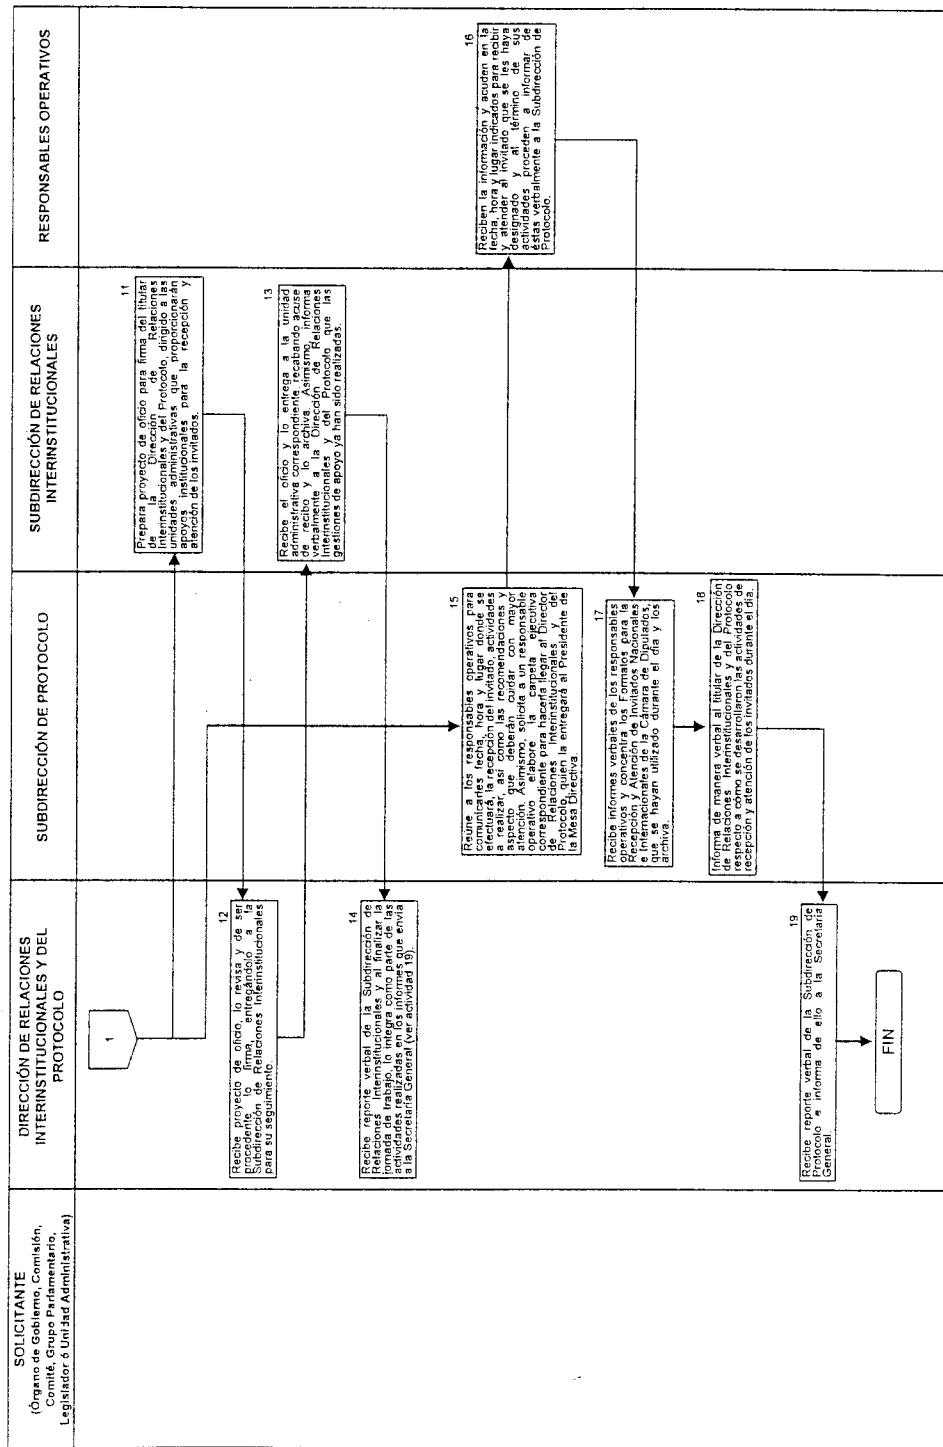 SOLICITANTE
(Órgano de Gobierno, Comisión,
Comité, Grupo Parlamentario,
Legislador ó Unidad Administrativa)
DIRECCIÓN DE RELACIONES
INTERINSTITUCIONALES Y DEL
PROTOCOLO
SUBDIRECCIÓN DE PROTOCOLO
SUBDIRECCIÓN DE RELACIONES
INTERINSTITUCIONALES
RESPONSABLES OPERATIVOS
1
11
Prepara proyecto de oficio para firma del titular
de la Dirección de Relaciones
Interinstitucionales y del Protocolo, dirigido a las
unidades administrativas que proporcionarán
apoyos institucionales para la recepción y
atención de los invitados.
12
Recibe proyecto de oficio, lo revisa y de ser
procedente lo firma, entregándolo a la
Subdirección de Relaciones Interinstitucionales
para su seguimiento.
13
Recibe el oficio y lo entrega a la unidad
administrativa correspondiente recabando acuse
de recibo y lo archiva. Asimismo, informa
verbalmente a la Dirección de Relaciones
Interinstitucionales y del Protocolo que las
gestiones de apoyo ya han sido realizadas.
14
Recibe reporte verbal de la Subdirección de
Relaciones Interinstitucionales y al finalizar la
jornada de trabajo, lo integra como parte de las
actividades realizadas en los informes que envía
a la Secretaría General (ver actividad 19).
15
Reúne a los responsables operativos para
comunicarles fecha, hora y lugar donde se
efectuará, la recepción del invitado, actividades
a realizar, así como las recomendaciones y
aspecto que deberán cuidar con mayor
atención. Asimismo, solicita a un responsable
operativo elabore la carpeta ejecutiva
correspondiente para hacerla llegar al Director
de Relaciones Interinstitucionales y del
Protocolo, quien la entregará al Presidente de
la Mesa Directiva.
16
Reciben la información y acuden en la
fecha, hora y lugar indicados para recibir
y atender al invitado que se les haya
designado y al término de sus
actividades proceden a informar de
éstas verbalmente a la Subdirección de
Protocolo.
17
Recibe informes verbales de los responsables
operativos y concentra los Formatos para la
Recepción y Atención de Invitados Nacionales
e Internacionales de la Cámara de Diputados,
que se hayan utilizado durante el día y los
archiva.
18
Informa de manera verbal al titular de la Dirección
de Relaciones Interinstitucionales y del Protocolo
respecto a cómo se desarrollaron las actividades de
recepción y atención de los invitados durante el día.
19
Recibe reporte verbal de la Subdirección de
Protocolo e informa de ello a la Secretaría
General.
FIN